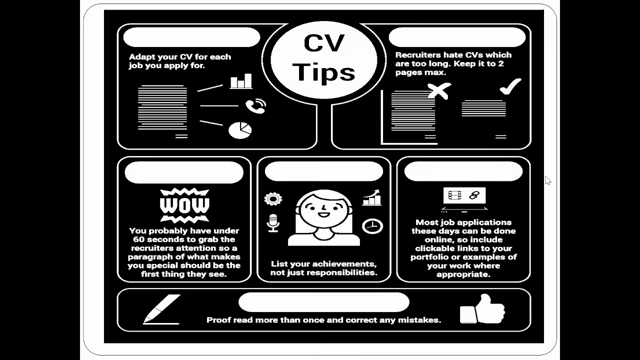 CV
Tips
Adapt your CV for each
job you apply for.
Recruiters hate CVs which
are too long. Keep it to 2
pages max.
WOW
You probably have under
60 seconds to grab the
recruiters attention so a
paragraph of what makes
you special should be the
first thing they see.
List your achievements,
not just responsibilities.
Most job applications
these days can be done
online, so include
clickable links to your
portfolio or examples of
your work where
appropriate.
Proof read more than once and correct any mistakes.